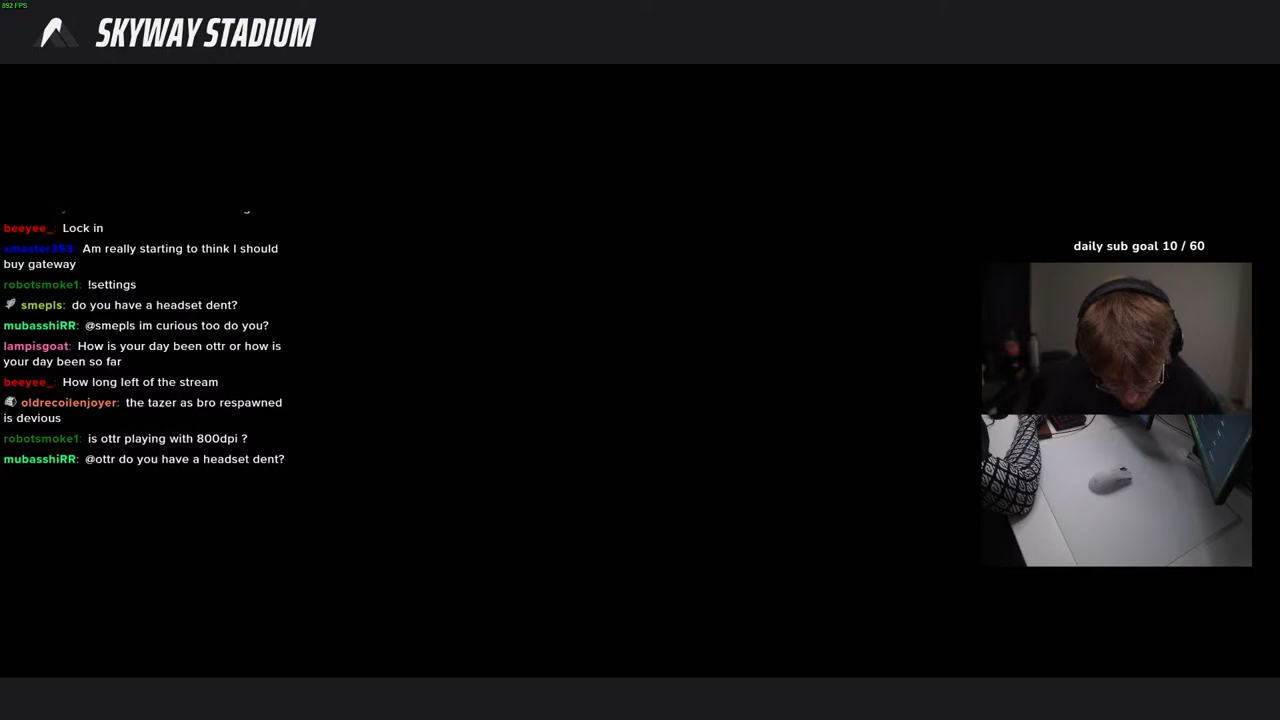 892 FPS
SKYWAY STADIUM
beeyee_: Lock in
xmaster353: Am really starting to think I should
buy gateway
robotsmoke1: !settings
smepls: do you have a headset dent?
mubasshiRR: @smepls im curious too do you?
lampisgoat: How is your day been ottr or how is
your day been so far
beeyee_: How long left of the stream
oldrecoilenjoyer: the tazer as bro respawned
is devious
robotsmoke1: is ottr playing with 800dpi ?
mubasshiRR: @ottr do you have a headset dent?
daily sub goal 10 / 60